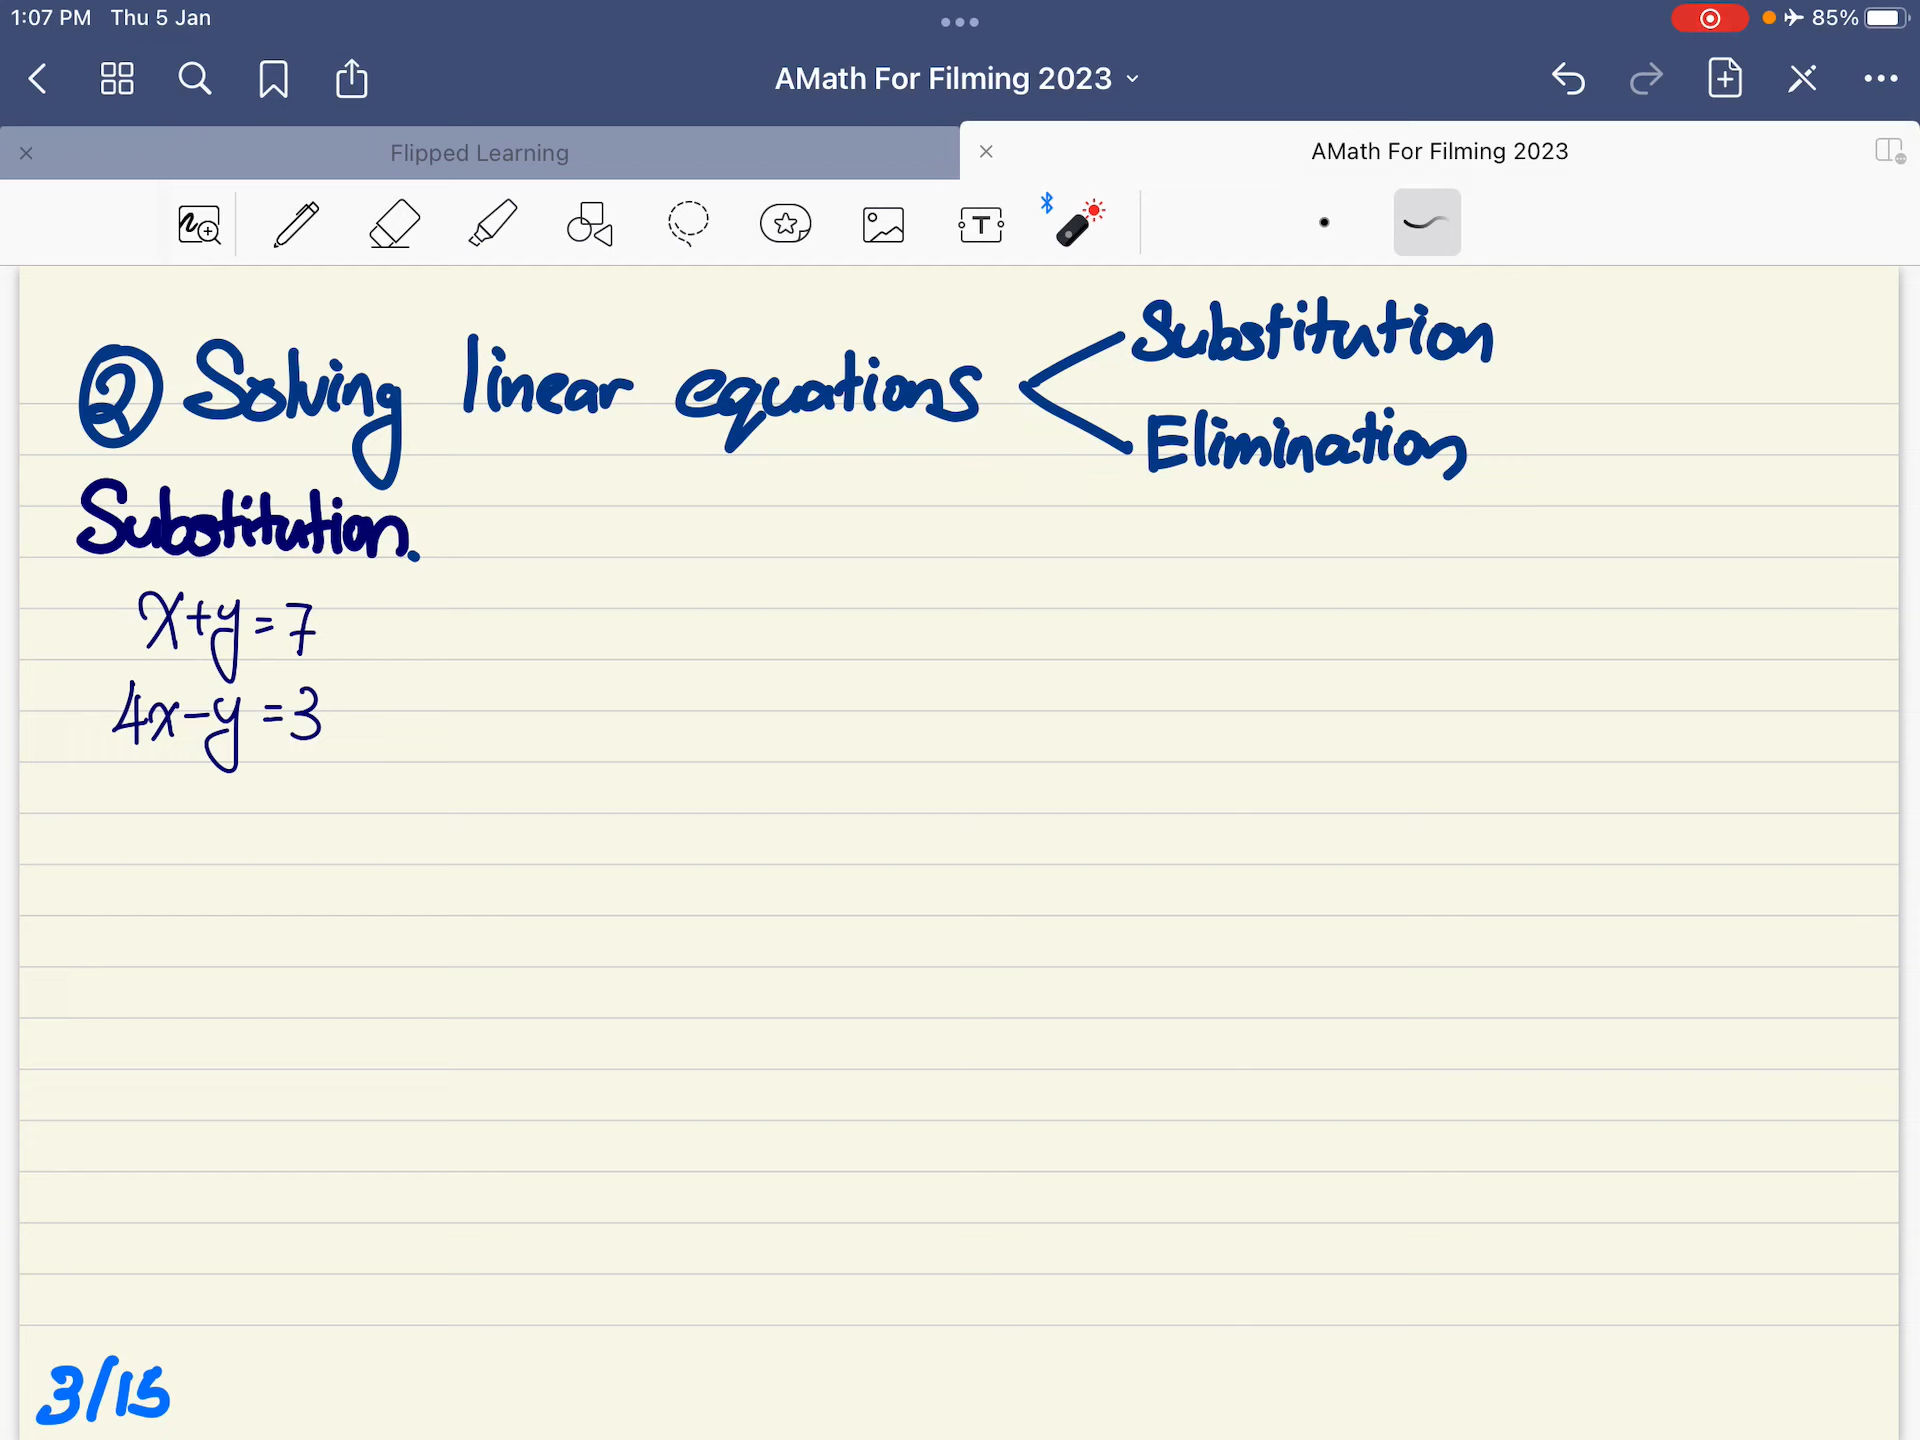 1:07 PM Thu 5 Jan
85%
AMath For Filming 2023
Flipped Learning
AMath For Filming 2023
T
② Solving linear equations
Substitution
Elimination
Substitution.
x+y=7
4x-y=3
3/15